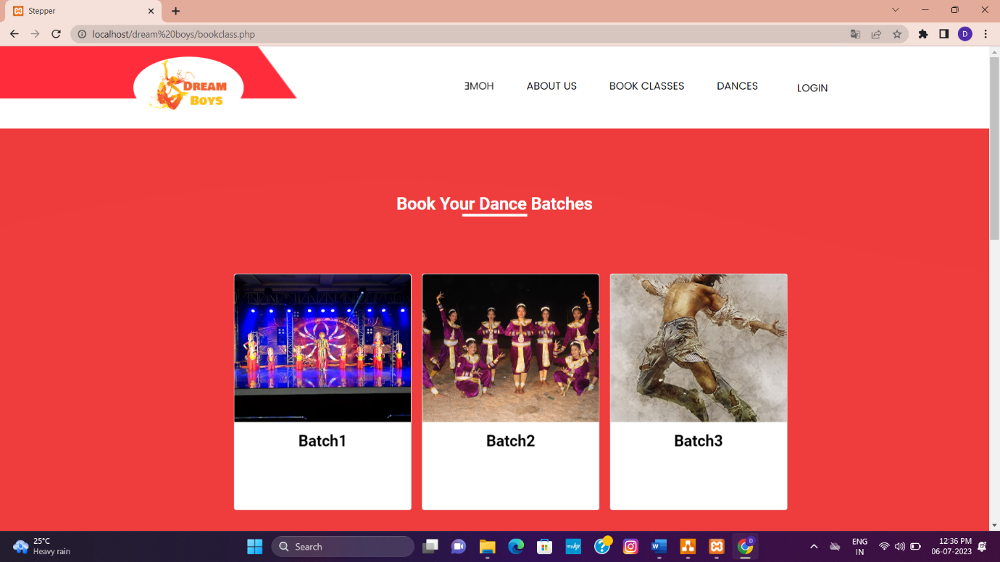 Stepper
localhost/dream%20boys/bookclass.php
D
DREAM
BOYS
ƎMOH
ABOUT US
BOOK CLASSES
DANCES
LOGIN
Book Your Dance Batches
Batch1
Batch2
Batch3
25°C
Heavy rain
Search
myhp
W
D
ENG
IN
12:36 PM
06-07-2023